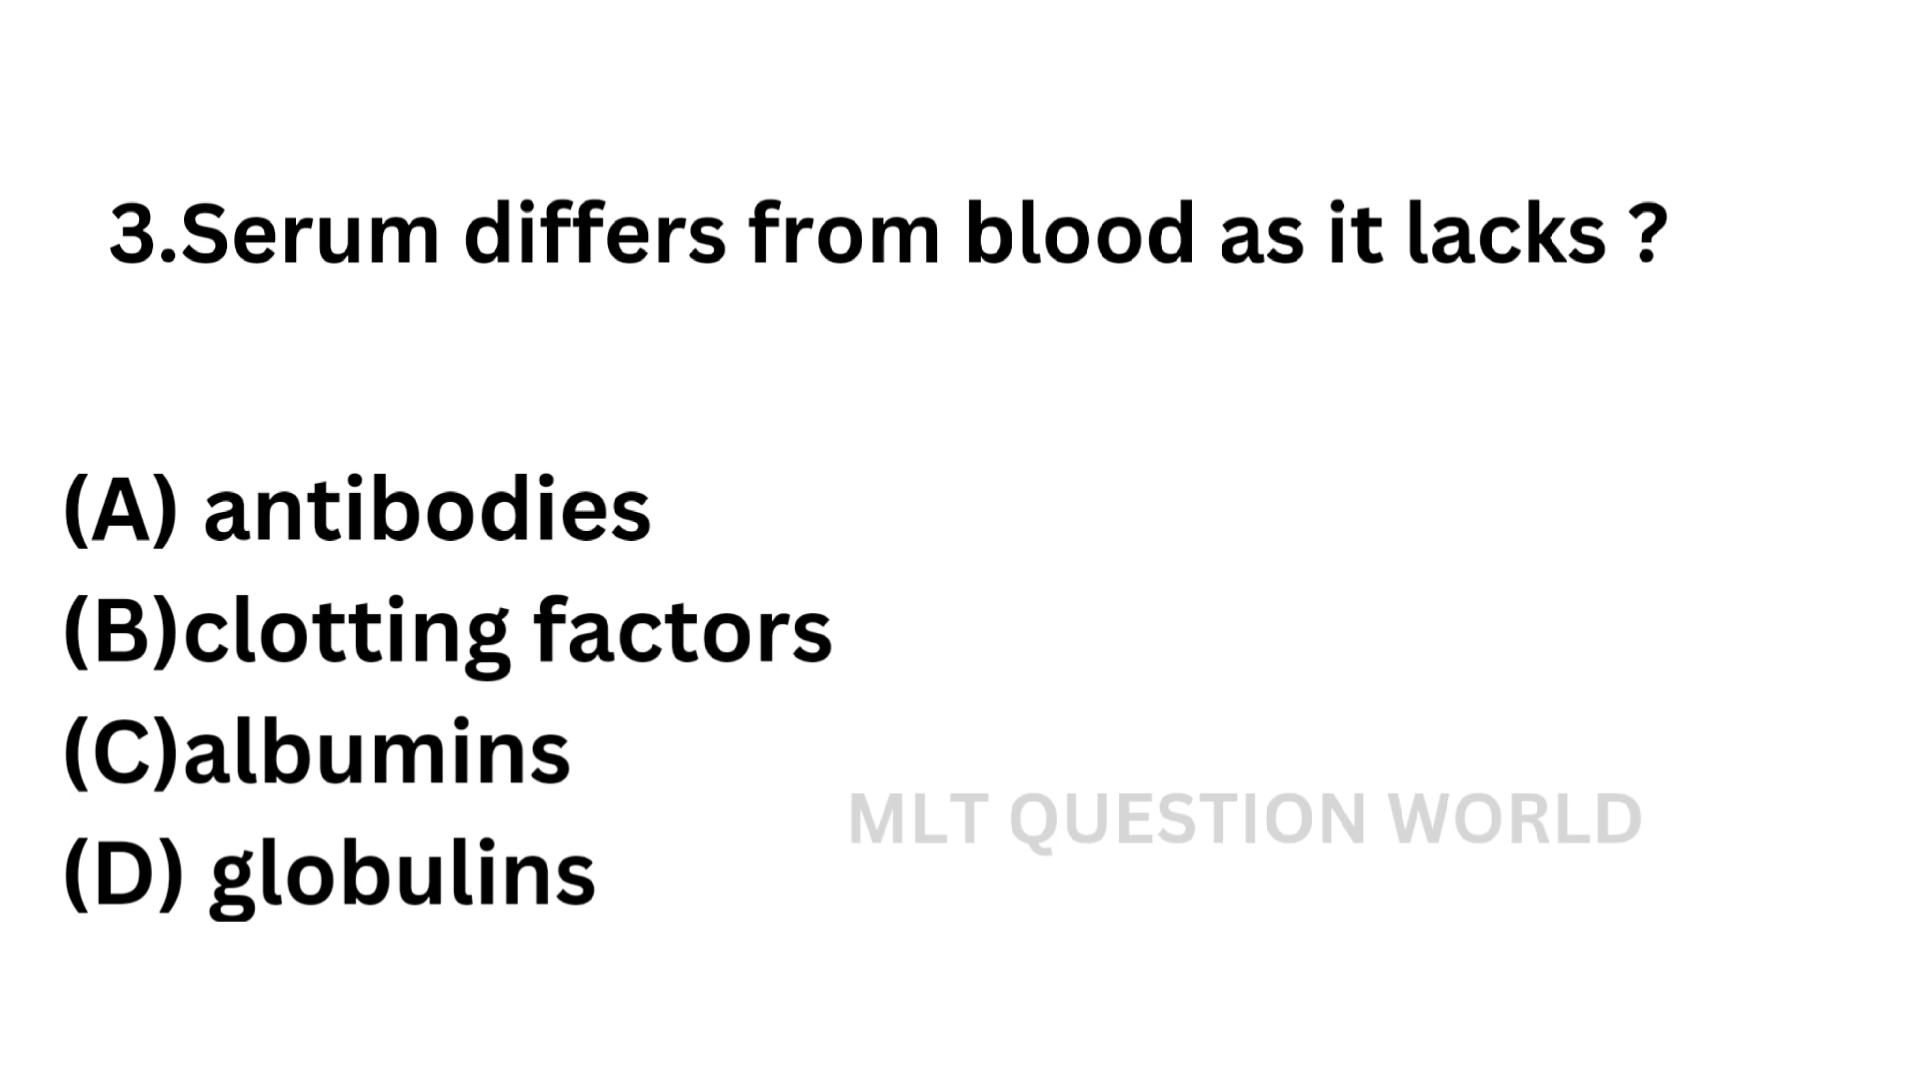 3.Serum differs from blood as it lacks ?
(A) antibodies
(B)clotting factors
(C)albumins
MLT QUESTION WORLD
(D) globulins